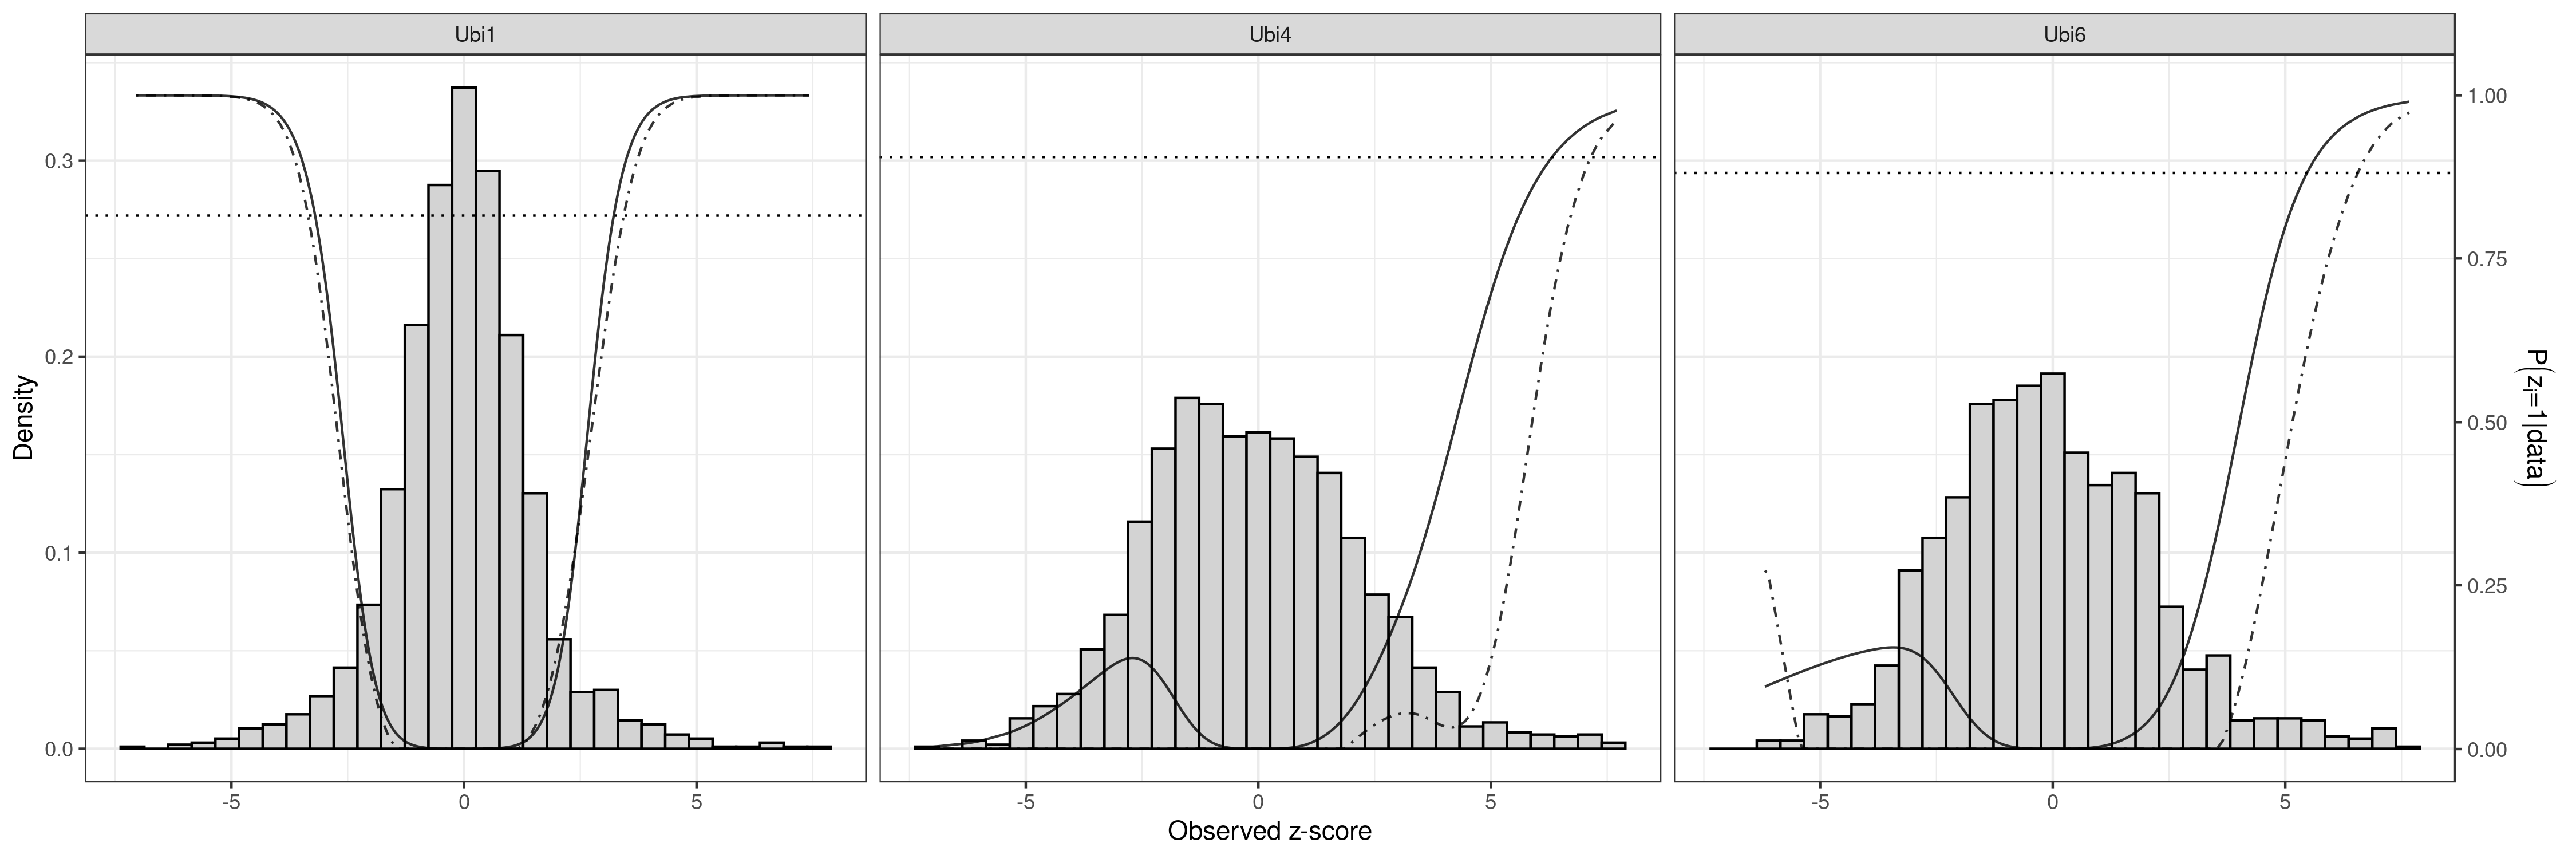 Ubi1 Ubi4 Ubi6
Density
0.3
0.2
0.1
0.0
-5 0 5
-5 0 5
-5 0 5
Observed z-score
1.00
0.75
0.50
0.25
0.00
P(zᵢ=1|data)